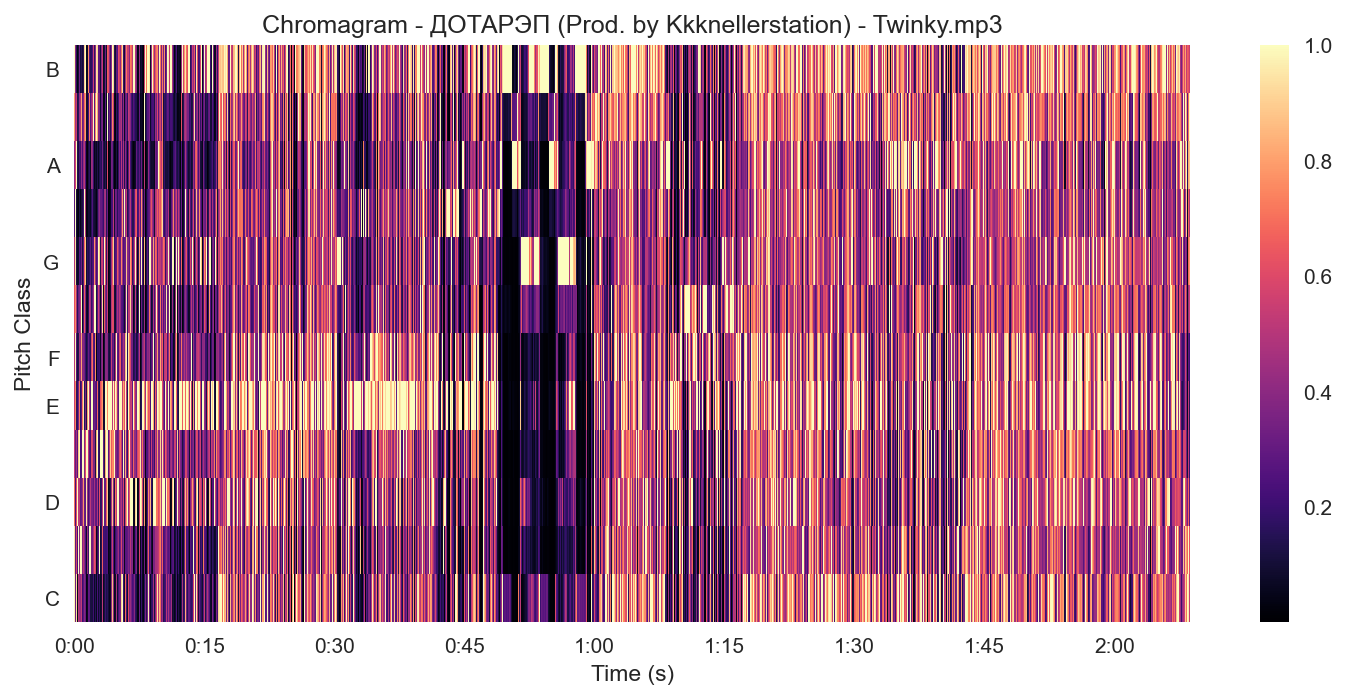 Chromagram - ДОТАРЭП (Prod. by Kkknellerstation) - Twinky.mp3
B
A
G
F
E
D
C
Pitch Class
0:00 0:15 0:30 0:45 1:00 1:15 1:30 1:45 2:00
Time (s)
1.0
0.8
0.6
0.4
0.2